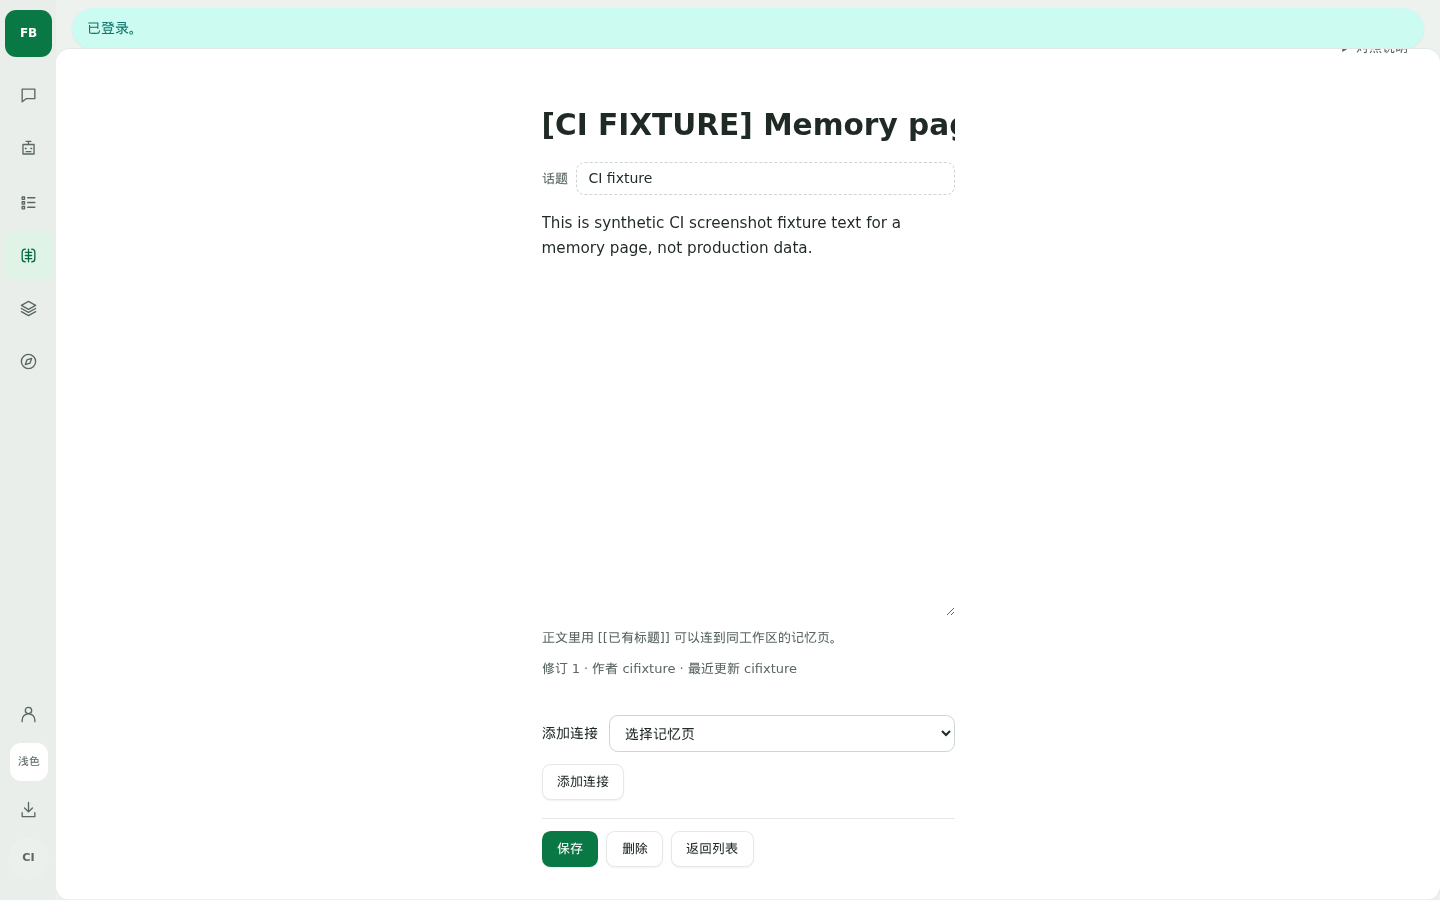 FB
已登录。
[CI FIXTURE] Memory pag
话题
CI fixture
This is synthetic CI screenshot fixture text for a
memory page, not production data.
正文里用 [[已有标题]] 可以连到同工作区的记忆页。
修订 1 · 作者 cifixture · 最近更新 cifixture
添加连接
选择记忆页
添加连接
保存
删除
返回列表
浅色
CI